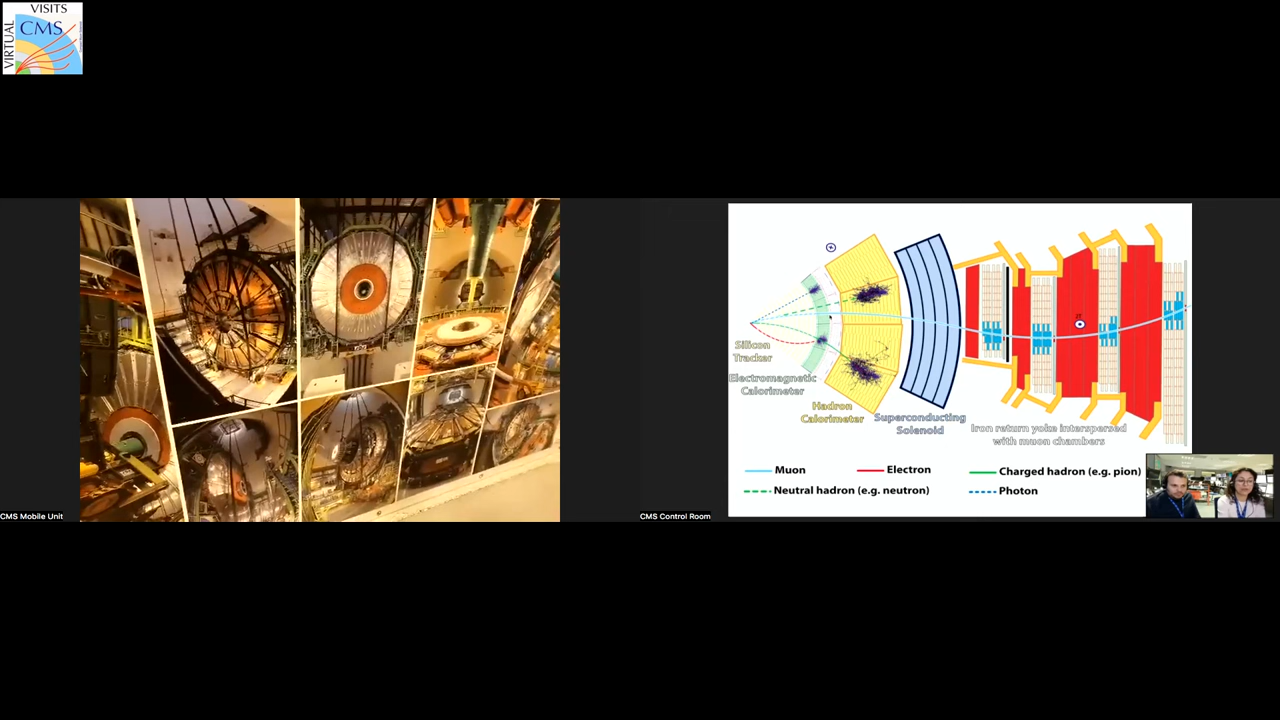 VISITS
CMS
VIRTUAL
Silicon
Tracker
Electromagnetic
Calorimeter
Hadron
Calorimeter
Superconducting
Solenoid
Iron return yoke interspersed
with muon chambers
Muon
Electron
Charged hadron (e.g. pion)
Neutral hadron (e.g. neutron)
Photon
CMS Mobile Unit
CMS Control Room